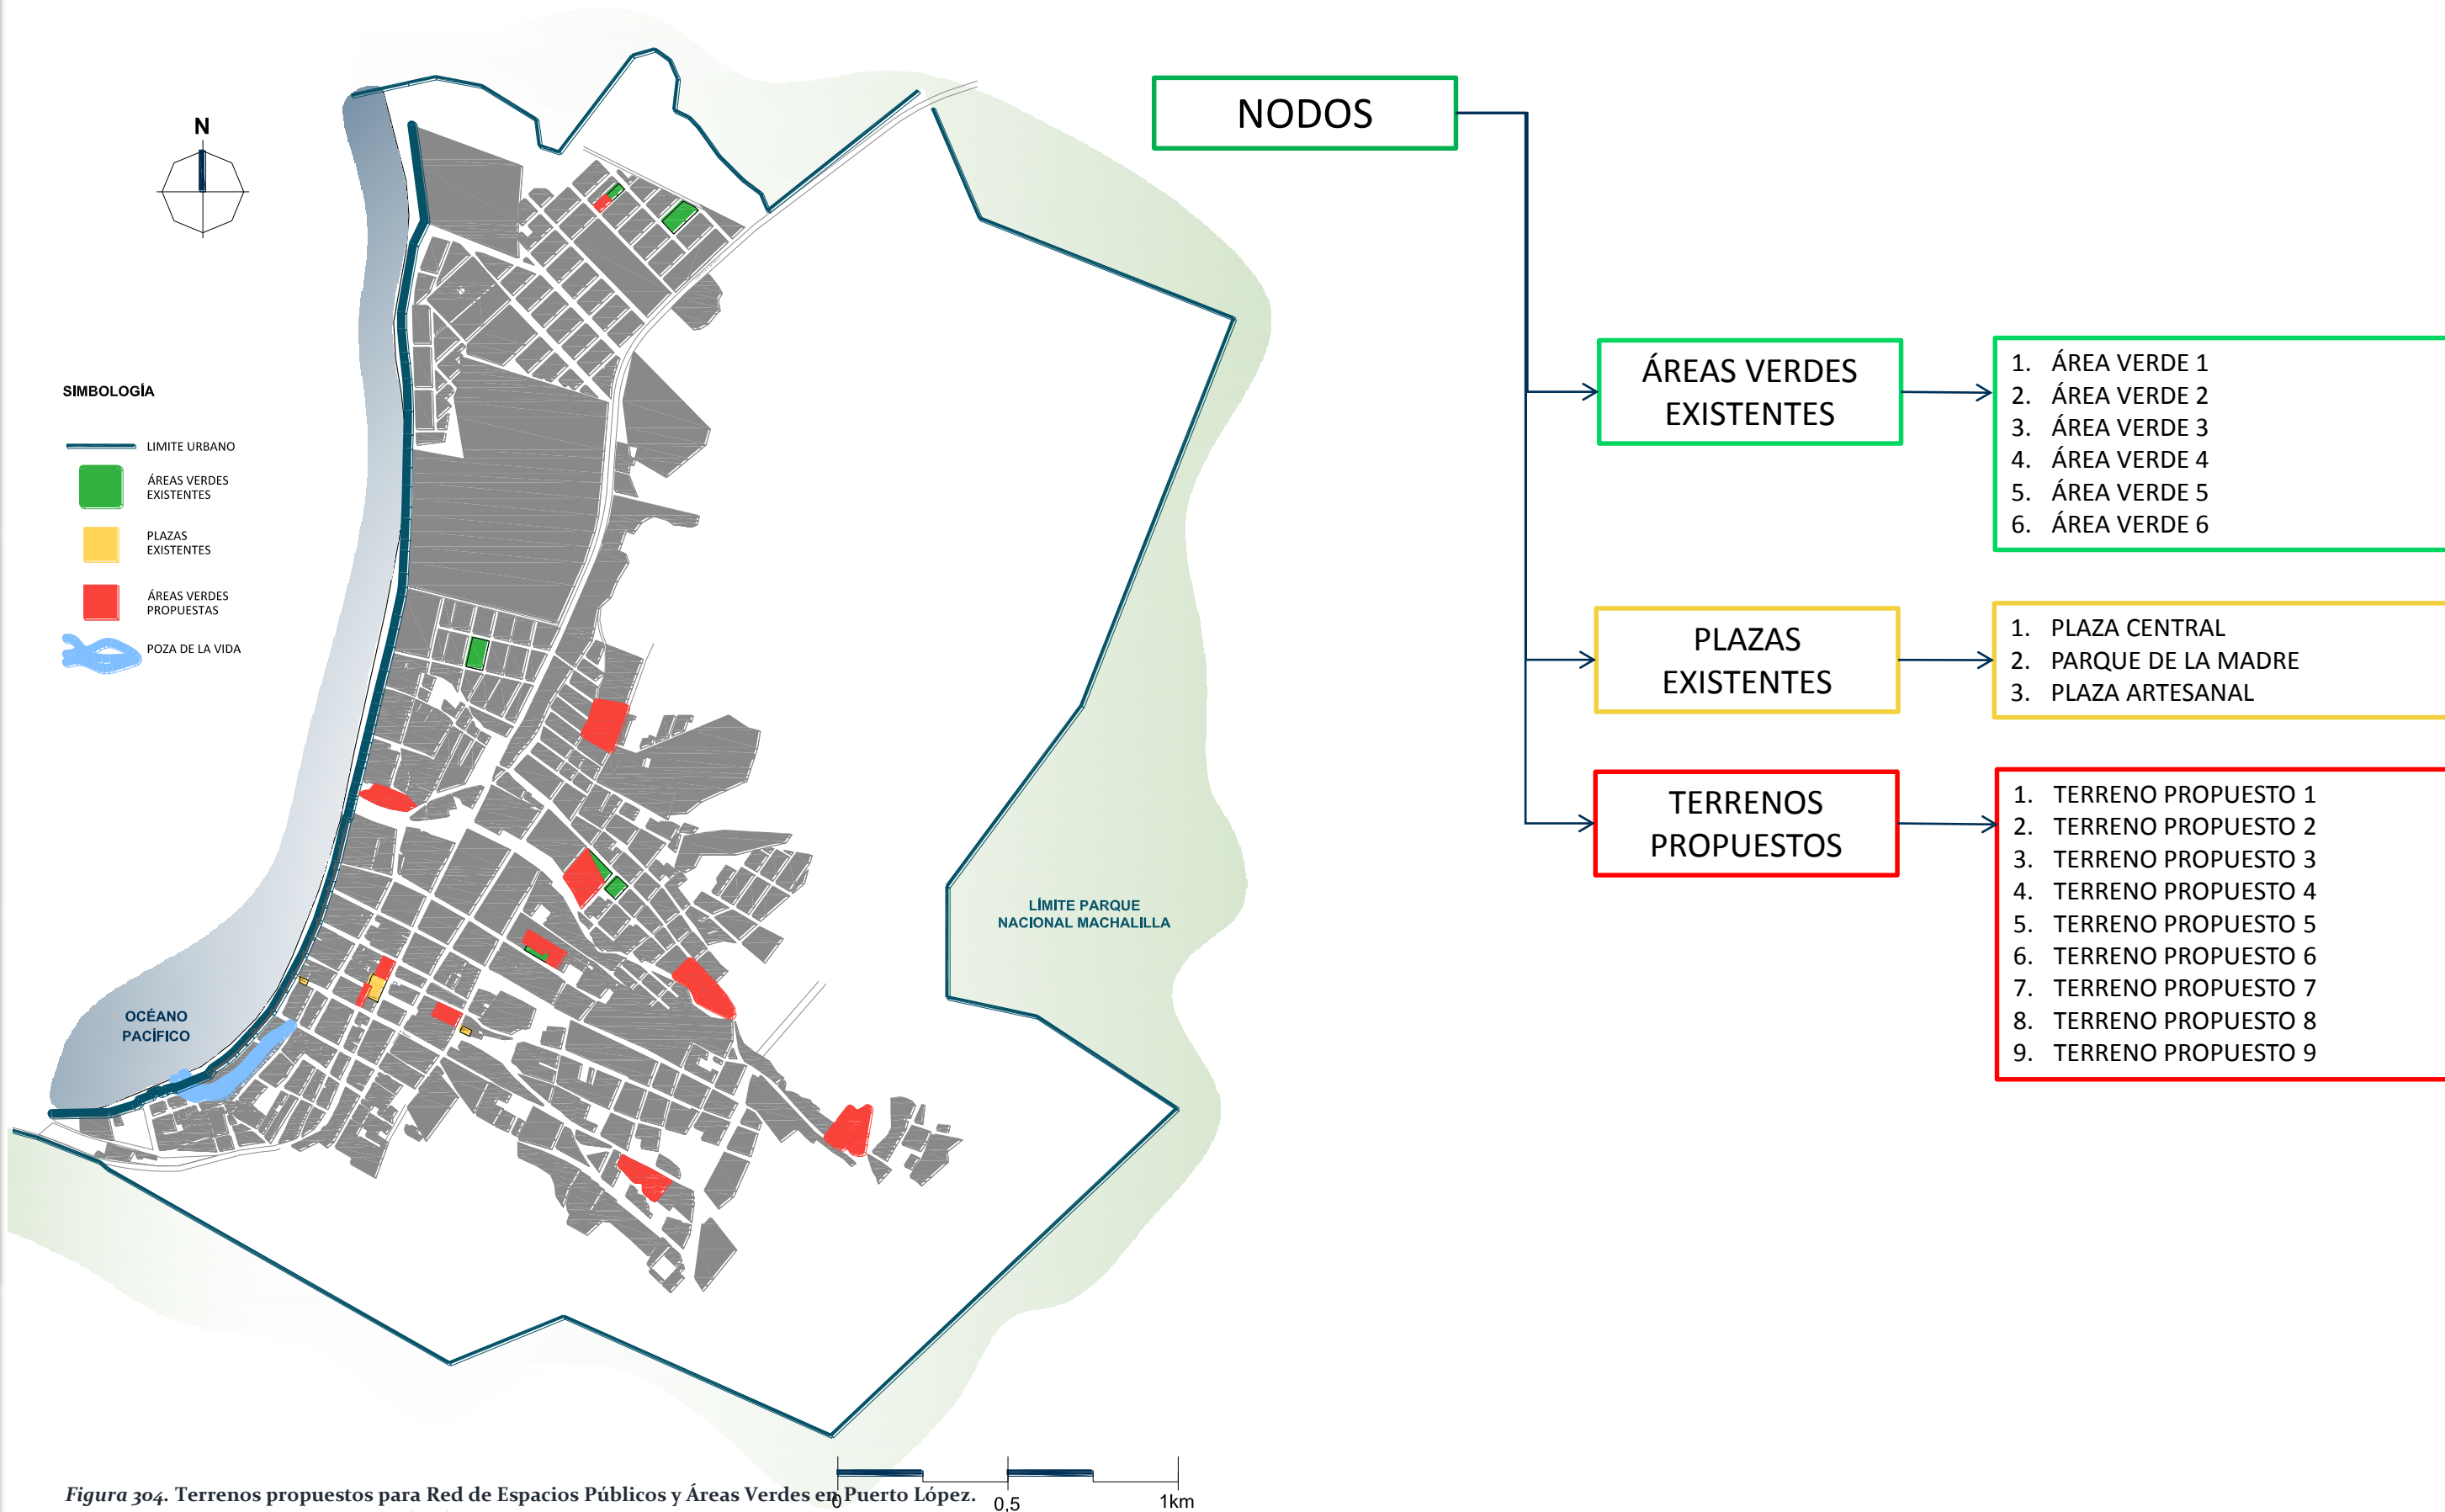 N
SIMBOLOGÍA
LIMITE URBANO
ÁREAS VERDES
EXISTENTES
PLAZAS
EXISTENTES
ÁREAS VERDES
PROPUESTAS
POZA DE LA VIDA
OCÉANO
PACÍFICO
LÍMITE PARQUE
NACIONAL MACHALILLA
0
0,5
1km
Figura 304. Terrenos propuestos para Red de Espacios Públicos y Áreas Verdes en Puerto López.
NODOS
ÁREAS VERDES
EXISTENTES
1. ÁREA VERDE 1
2. ÁREA VERDE 2
3. ÁREA VERDE 3
4. ÁREA VERDE 4
5. ÁREA VERDE 5
6. ÁREA VERDE 6
PLAZAS
EXISTENTES
1. PLAZA CENTRAL
2. PARQUE DE LA MADRE
3. PLAZA ARTESANAL
TERRENOS
PROPUESTOS
1. TERRENO PROPUESTO 1
2. TERRENO PROPUESTO 2
3. TERRENO PROPUESTO 3
4. TERRENO PROPUESTO 4
5. TERRENO PROPUESTO 5
6. TERRENO PROPUESTO 6
7. TERRENO PROPUESTO 7
8. TERRENO PROPUESTO 8
9. TERRENO PROPUESTO 9